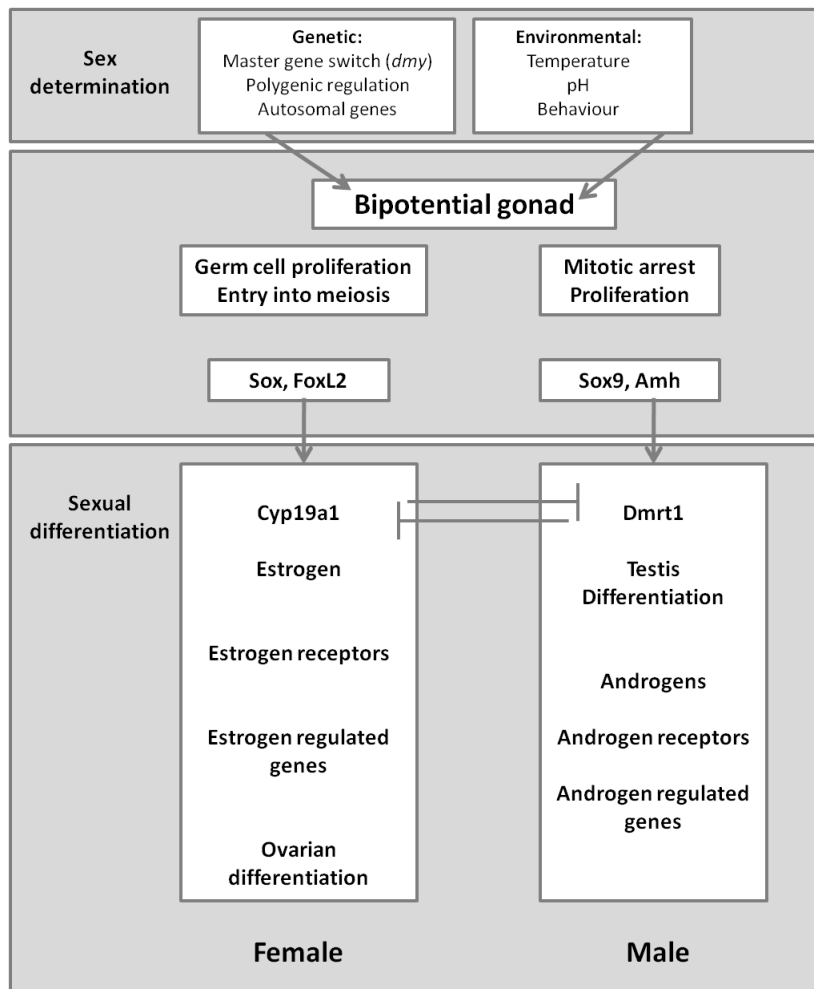 Sex
determination
Genetic:
Master gene switch (dmy)
Polygenic regulation
Autosomal genes
Environmental:
Temperature
pH
Behaviour
Bipotential gonad
Germ cell proliferation
Entry into meiosis
Mitotic arrest
Proliferation
Sox, FoxL2
Sox9, Amh
Sexual
differentiation
Cyp19a1
Estrogen
Estrogen receptors
Estrogen regulated
genes
Ovarian
differentiation
Dmrt1
Testis
Differentiation
Androgens
Androgen receptors
Androgen regulated
genes
Female
Male